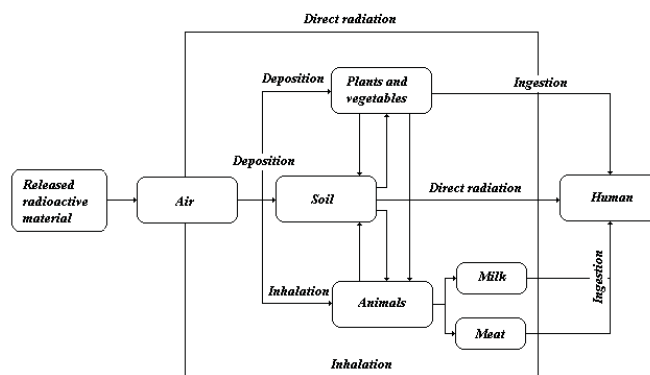 Direct radiation
Deposition
Plants and
vegetables
Ingestion
Deposition
Released
radioactive
material
Air
Soil
Direct radiation
Human
Inhalation
Animals
Milk
Meat
Ingestion
Inhalation